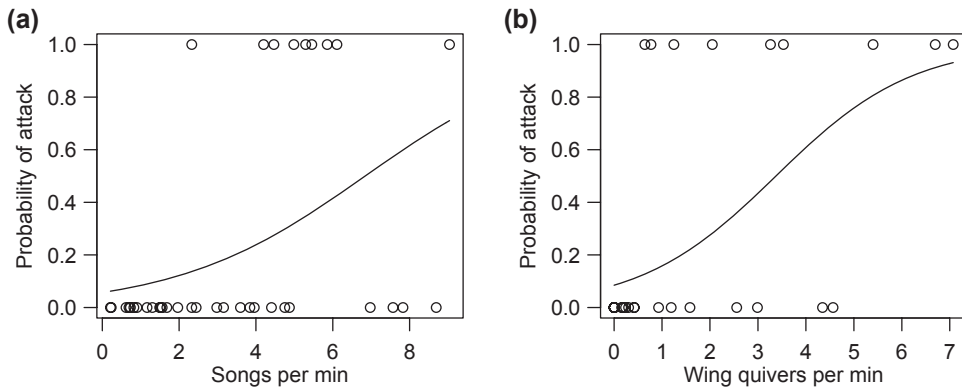 (a)
Probability of attack
1.0
0.8
0.6
0.4
0.2
0.0
0 2 4 6 8
Songs per min
(b)
Probability of attack
1.0
0.8
0.6
0.4
0.2
0.0
0 1 2 3 4 5 6 7
Wing quivers per min